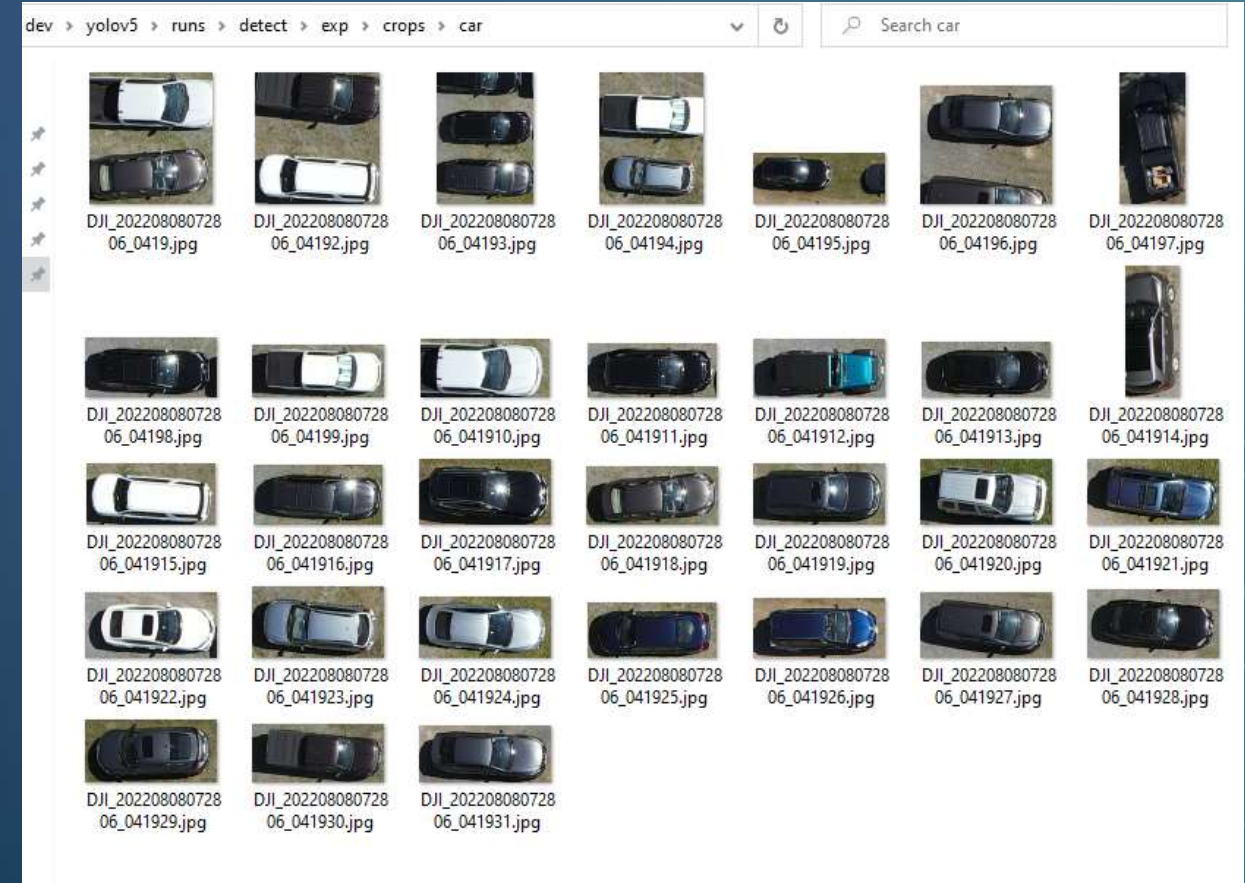 dev > yolov5 > runs > detect > exp > crops > car
Search car
DJI_202208080728
06_0419.jpg
DJI_202208080728
06_04192.jpg
DJI_202208080728
06_04193.jpg
DJI_202208080728
06_04194.jpg
DJI_202208080728
06_04195.jpg
DJI_202208080728
06_04196.jpg
DJI_202208080728
06_04197.jpg
DJI_202208080728
06_04198.jpg
DJI_202208080728
06_04199.jpg
DJI_202208080728
06_041910.jpg
DJI_202208080728
06_041911.jpg
DJI_202208080728
06_041912.jpg
DJI_202208080728
06_041913.jpg
DJI_202208080728
06_041914.jpg
DJI_202208080728
06_041915.jpg
DJI_202208080728
06_041916.jpg
DJI_202208080728
06_041917.jpg
DJI_202208080728
06_041918.jpg
DJI_202208080728
06_041919.jpg
DJI_202208080728
06_041920.jpg
DJI_202208080728
06_041921.jpg
DJI_202208080728
06_041922.jpg
DJI_202208080728
06_041923.jpg
DJI_202208080728
06_041924.jpg
DJI_202208080728
06_041925.jpg
DJI_202208080728
06_041926.jpg
DJI_202208080728
06_041927.jpg
DJI_202208080728
06_041928.jpg
DJI_202208080728
06_041929.jpg
DJI_202208080728
06_041930.jpg
DJI_202208080728
06_041931.jpg